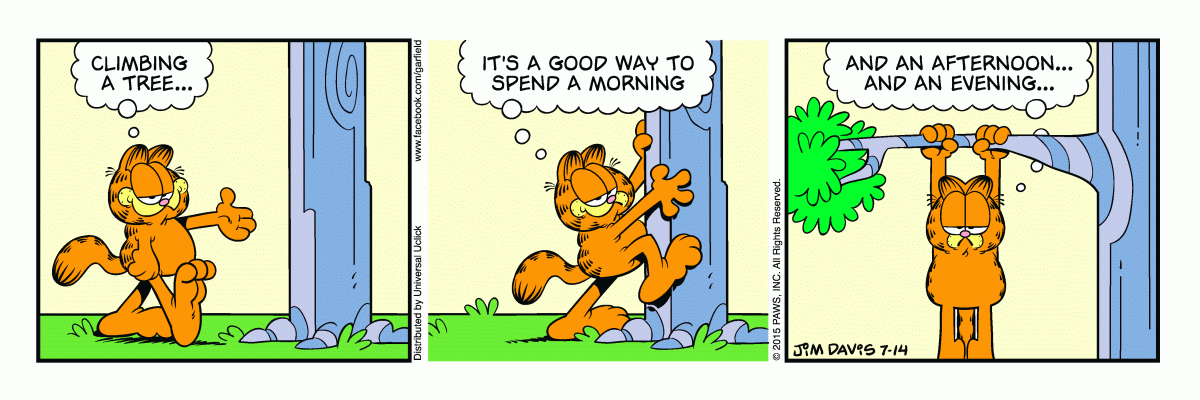 CLIMBING
A TREE...
www.facebook.com/garfield
Distributed by Universal Uclick
IT'S A GOOD WAY TO
SPEND A MORNING
© 2015 PAWS, INC. All Rights Reserved.
AND AN AFTERNOON...
AND AN EVENING...
JIM DAVIS 7-14